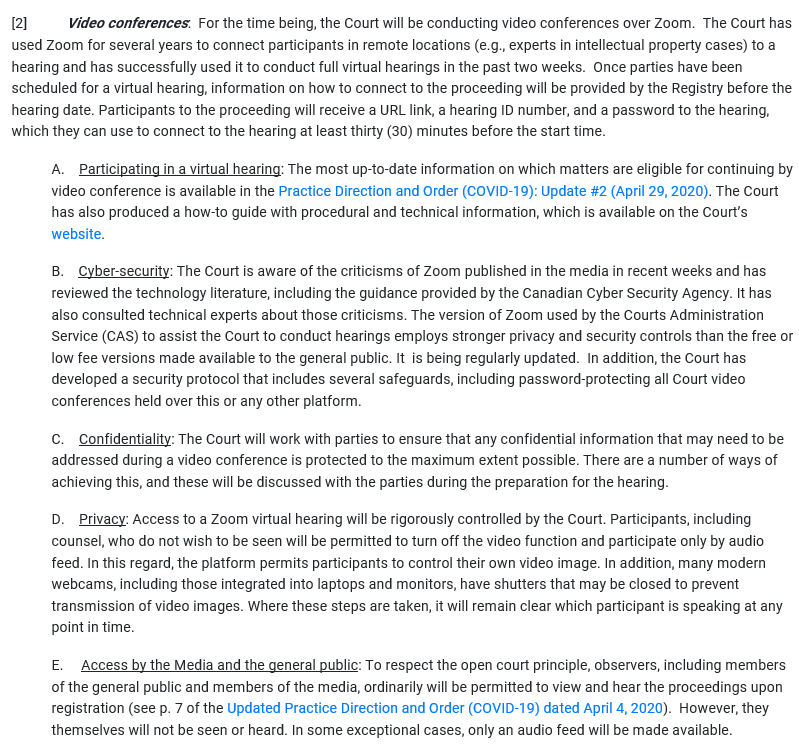 [2] Video conferences: For the time being, the Court will be conducting video conferences over Zoom. The Court has
used Zoom for several years to connect participants in remote locations (e.g., experts in intellectual property cases) to a
hearing and has successfully used it to conduct full virtual hearings in the past two weeks. Once parties have been
scheduled for a virtual hearing, information on how to connect to the proceeding will be provided by the Registry before the
hearing date. Participants to the proceeding will receive a URL link, a hearing ID number, and a password to the hearing,
which they can use to connect to the hearing at least thirty (30) minutes before the start time.
A. Participating in a virtual hearing: The most up-to-date information on which matters are eligible for continuing by
video conference is available in the Practice Direction and Order (COVID-19): Update #2 (April 29, 2020). The Court
has also produced a how-to guide with procedural and technical information, which is available on the Court's
website.
B. Cyber-security: The Court is aware of the criticisms of Zoom published in the media in recent weeks and has
reviewed the technology literature, including the guidance provided by the Canadian Cyber Security Agency. It has
also consulted technical experts about those criticisms. The version of Zoom used by the Courts Administration
Service (CAS) to assist the Court to conduct hearings employs stronger privacy and security controls than the free or
low fee versions made available to the general public. It is being regularly updated. In addition, the Court has
developed a security protocol that includes several safeguards, including password-protecting all Court video
conferences held over this or any other platform.
C. Confidentiality: The Court will work with parties to ensure that any confidential information that may need to be
addressed during a video conference is protected to the maximum extent possible. There are a number of ways of
achieving this, and these will be discussed with the parties during the preparation for the hearing.
D. Privacy: Access to a Zoom virtual hearing will be rigorously controlled by the Court. Participants, including
counsel, who do not wish to be seen will be permitted to turn off the video function and participate only by audio
feed. In this regard, the platform permits participants to control their own video image. In addition, many modern
webcams, including those integrated into laptops and monitors, have shutters that may be closed to prevent
transmission of video images. Where these steps are taken, it will remain clear which participant is speaking at any
point in time.
E. Access by the Media and the general public: To respect the open court principle, observers, including members
of the general public and members of the media, ordinarily will be permitted to view and hear the proceedings upon
registration (see p. 7 of the Updated Practice Direction and Order (COVID-19) dated April 4, 2020). However, they
themselves will not be seen or heard. In some exceptional cases, only an audio feed will be made available.